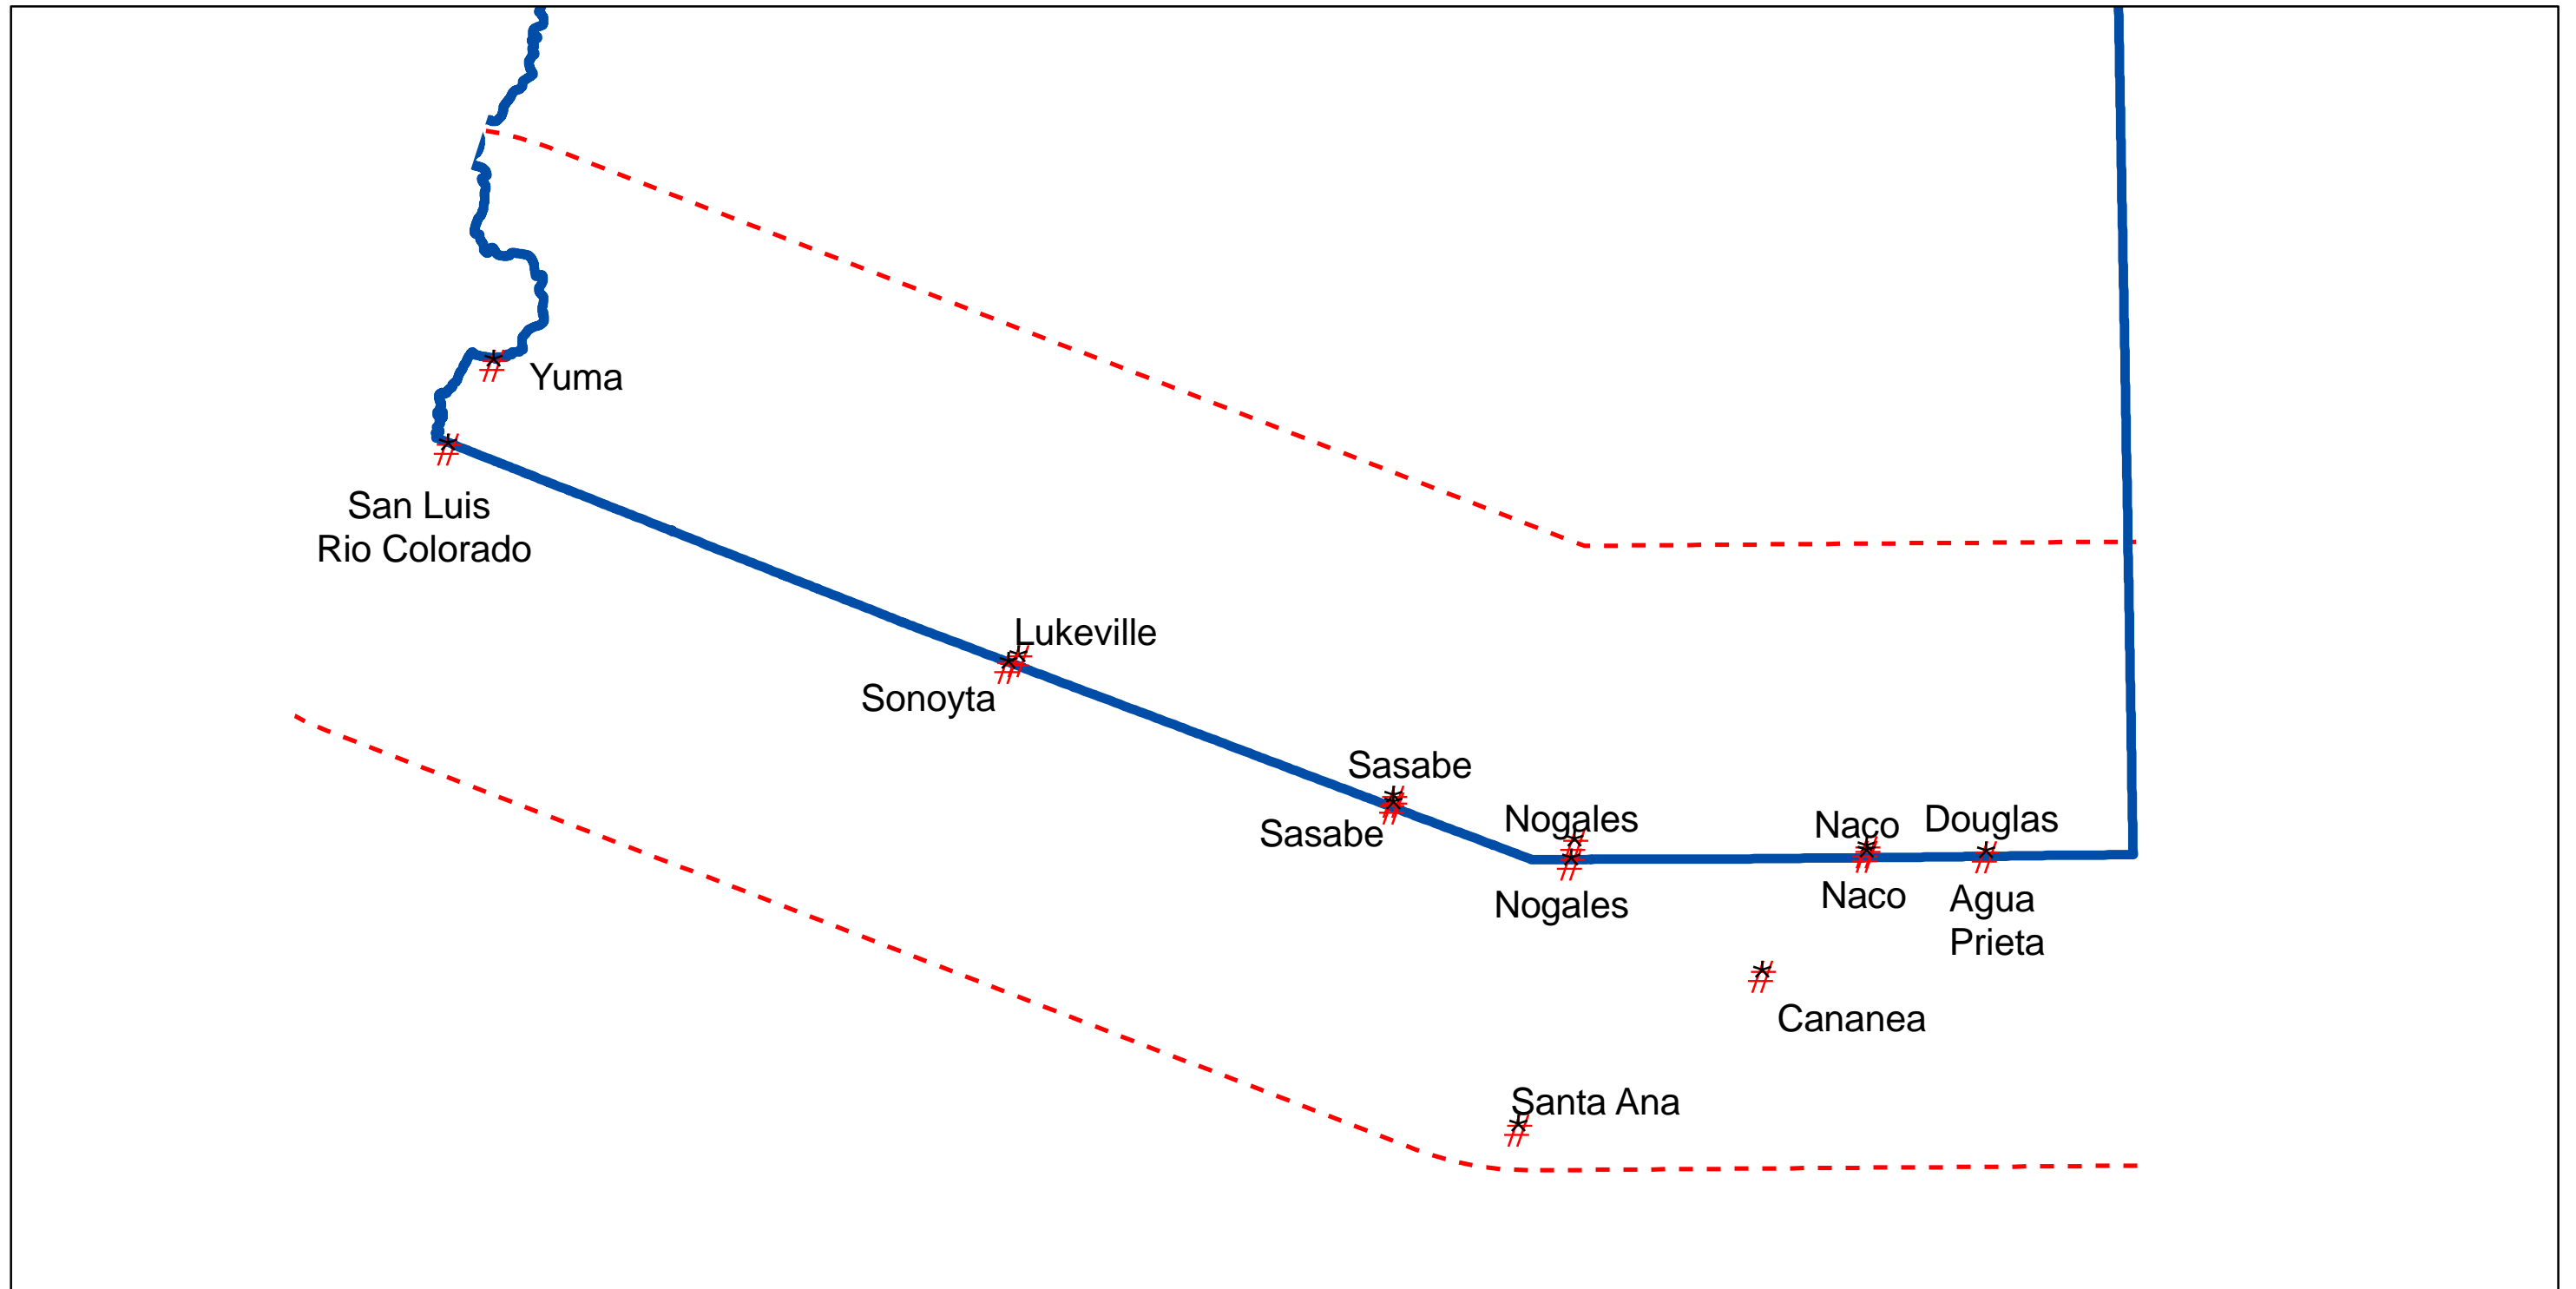 Yuma
San Luis
Rio Colorado
Lukeville
Sonoyta
Sasabe
Sasabe
Nogales
Nogales
Naco
Naco
Douglas
Agua
Prieta
Cananea
Santa Ana